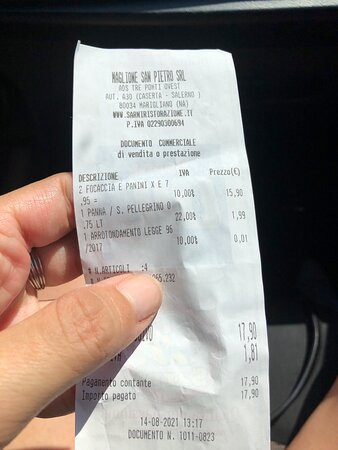 MAGLIONE SAN PIETRO SRL
ADS TRE PONTI OVEST
AUT. A30 (CASERTA - SALERNO )
80034 MARIGLIANO (NA)
WWW.SARNIRISTORAZIONE.IT
P.IVA 02290300694
DOCUMENTO COMMERCIALE
di vendita o prestazione
DESCRIZIONE IVA Prezzo(€)
2 FOCACCIA E PANINI X E 7
.95 = 10,00% 15,90
1 PANNA /S. PELLEGRINO 0
.75 LT 22,00% 1,99
1 ARROTONDAMENTO LEGGE 96
/2017 10,00% 0,01
# N.ARTICOLI :4
17,90
IVA 1,81
Pagamento contante 17,90
Importo pagato 17,90
14-08-2021 13:17
DOCUMENTO N. 1011-0823